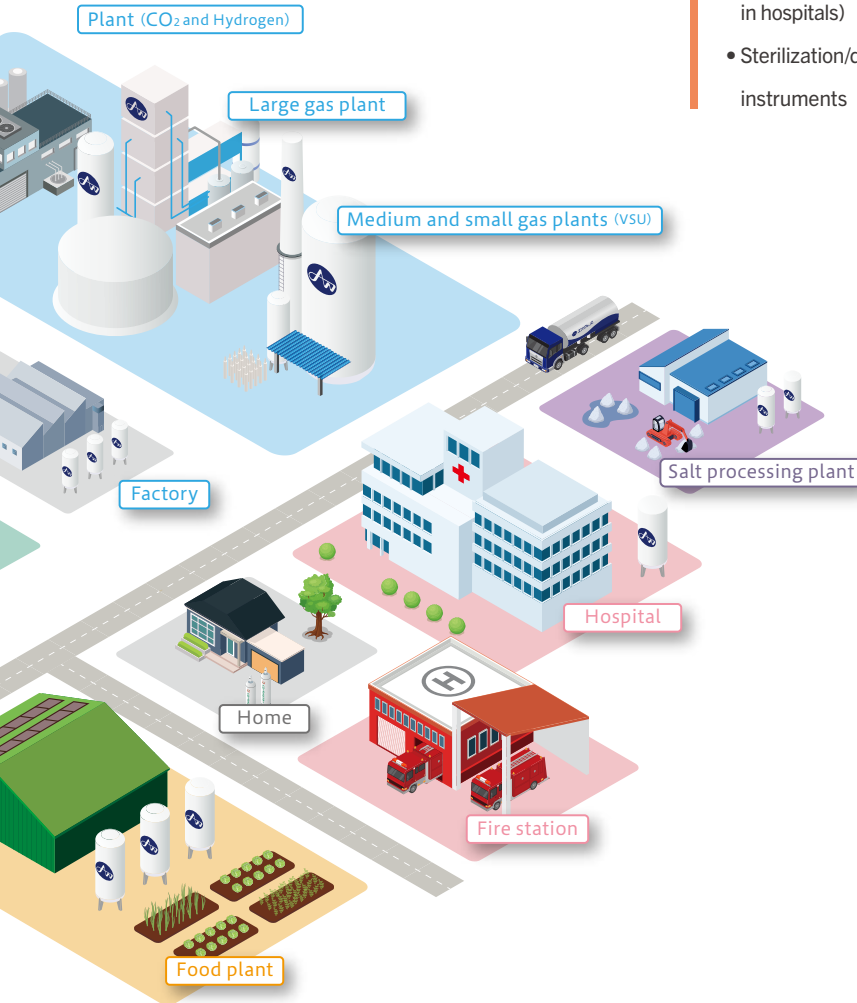 Plant (CO₂ and Hydrogen)
in hospitals)
• Sterilization/
instruments
Large gas plant
Medium and small gas plants (VSU)
Salt processing plant
Factory
Hospital
Home
H
Fire station
Food plant